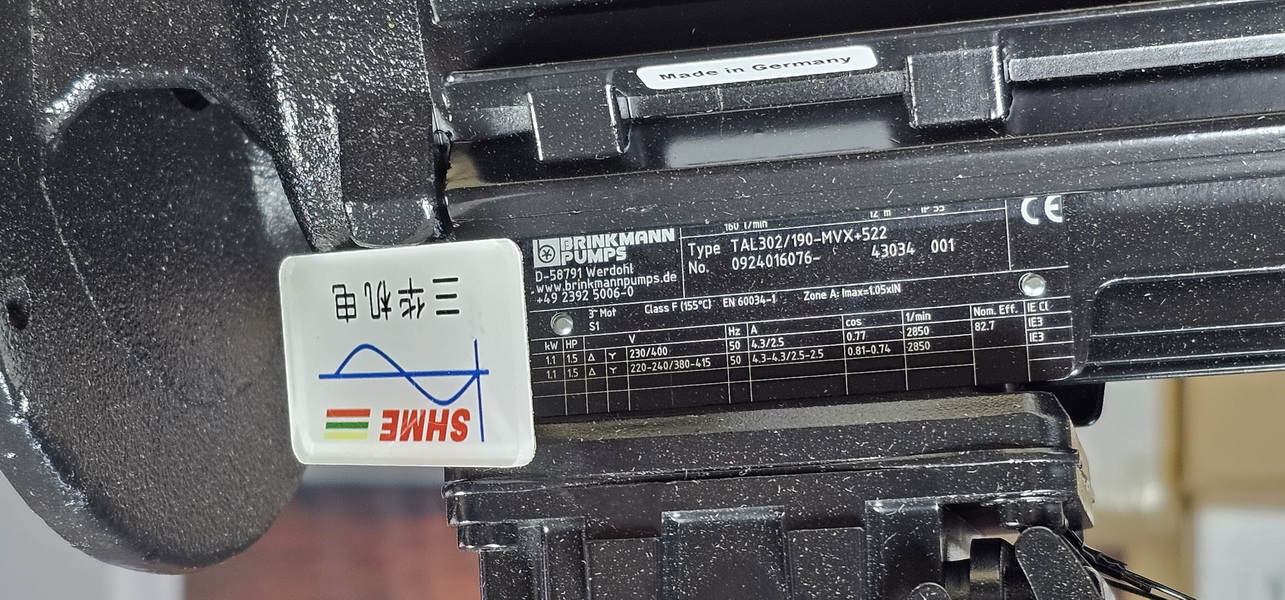 Made in Germany
160 l/min 12 m IP 55
BRINKMANN
PUMPS
D-58791 Werdohl
www.brinkmannpumps.de
+49 2392 5006-0
Type TAL302/190-MVX+522
No. 0924016076- 43034 001
CE
3~Mot Class F (155°C) EN 60034-1 Zone A: Imax=1.05xIN
S1
kW HP V Hz A cos 1/min Nom. Eff. IE Cl
1.1 1.5 Δ Y 230/400 50 4.3/2.5 0.77 2850 82.7 IE3
1.1 1.5 Δ Y 220-240/380-415 50 4.3-4.3/2.5-2.5 0.81-0.74 2850 IE3
三华机电
SHME